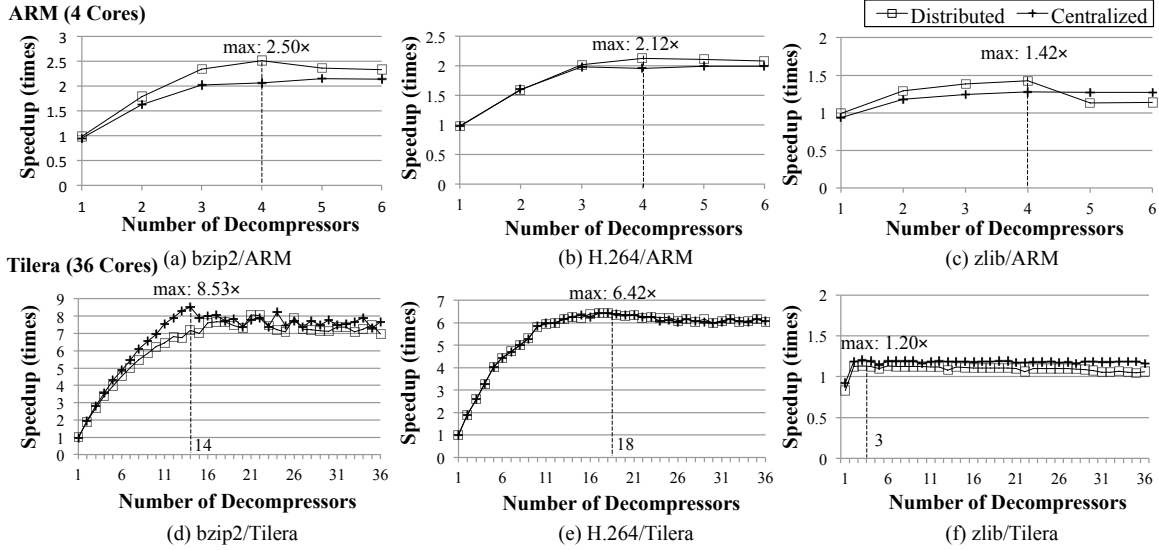 ARM (4 Cores)
Distributed Centralized
Speedup (times)
3
2.5
2
1.5
1
0.5
0
max: 2.50×
1 2 3 4 5 6
Number of Decompressors
(a) bzip2/ARM
Speedup (times)
2.5
2
1.5
1
0.5
0
max: 2.12×
1 2 3 4 5 6
Number of Decompressors
(b) H.264/ARM
Speedup (times)
2
1.5
1
0.5
0
max: 1.42×
1 2 3 4 5 6
Number of Decompressors
(c) zlib/ARM
Tilera (36 Cores)
Speedup (times)
9
8
7
6
5
4
3
2
1
0
max: 8.53×
14
1 6 11 16 21 26 31 36
Number of Decompressors
(d) bzip2/Tilera
Speedup (times)
7
6
5
4
3
2
1
0
max: 6.42×
18
1 6 11 16 21 26 31 36
Number of Decompressors
(e) H.264/Tilera
Speedup (times)
2
1.5
1
0.5
0
max: 1.20×
3
1 6 11 16 21 26 31 36
Number of Decompressors
(f) zlib/Tilera